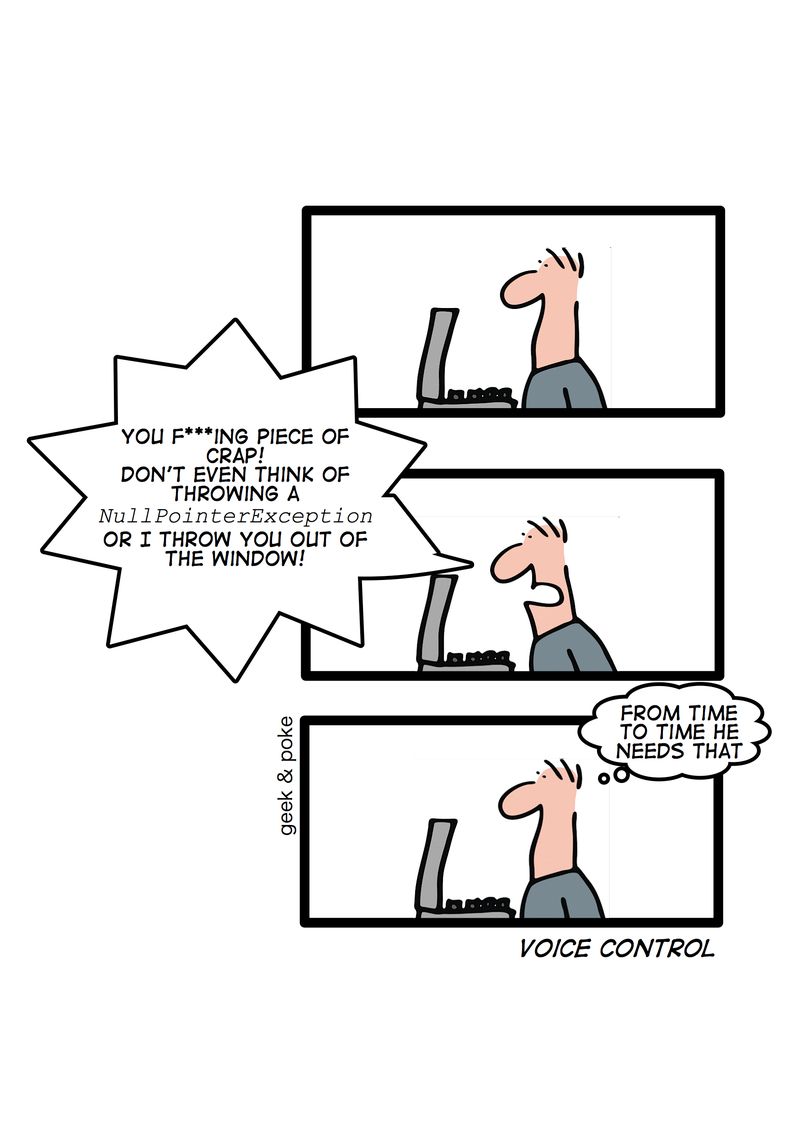 YOU F***ING PIECE OF
CRAP!
DON'T EVEN THINK OF
THROWING A
NullPointerException
OR I THROW YOU OUT OF
THE WINDOW!
FROM TIME
TO TIME HE
NEEDS THAT
geek & poke
VOICE CONTROL